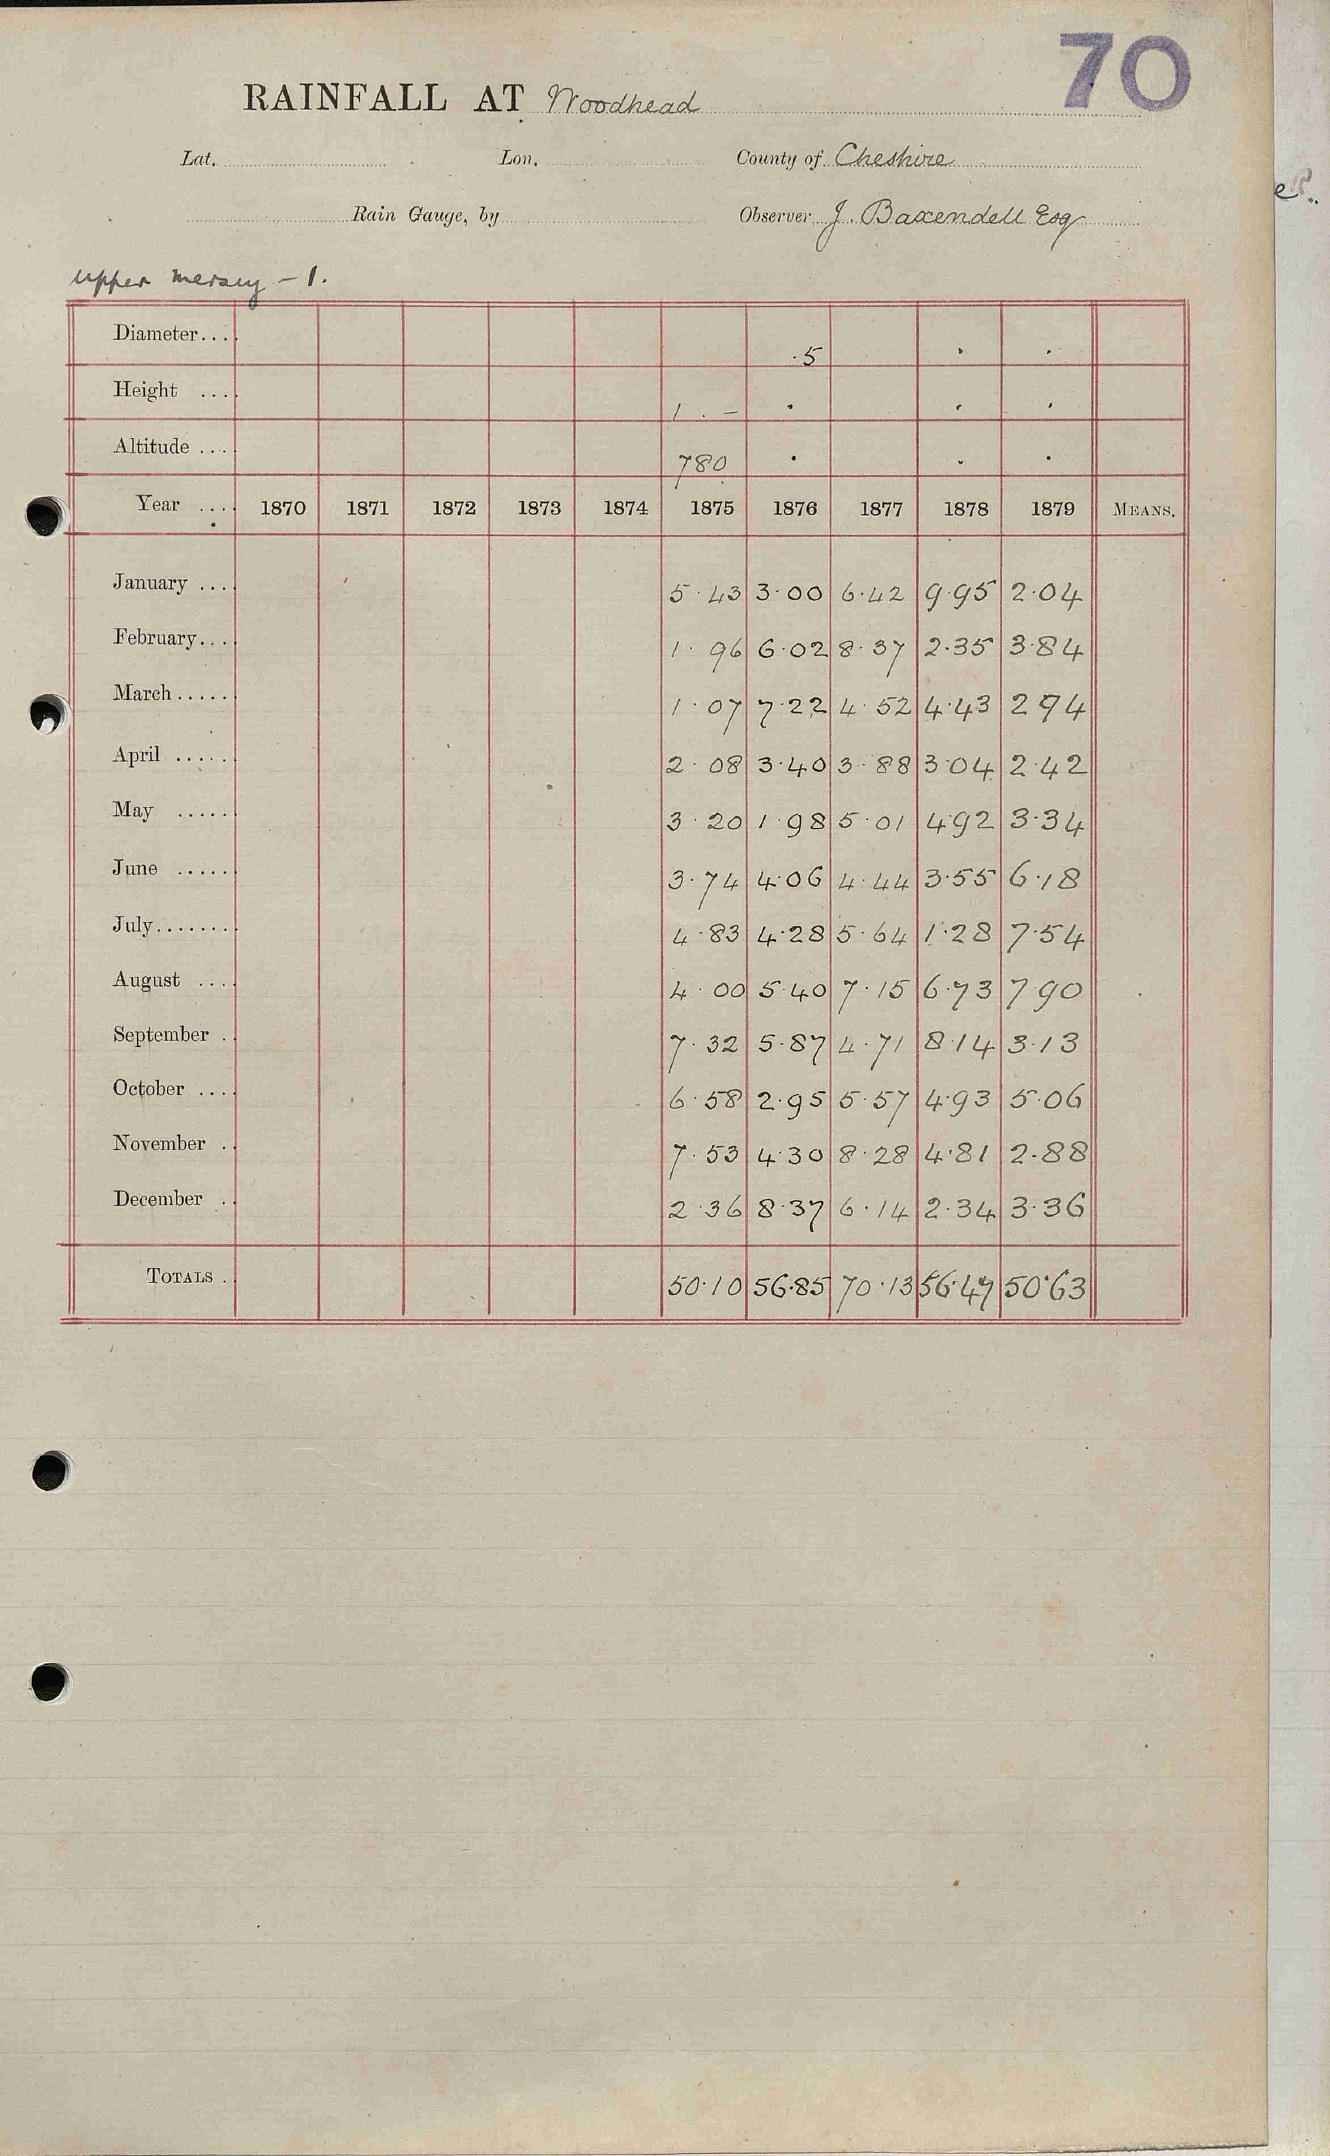 70
RAINFALL AT Woodhead
Lat. Lon. County of Cheshire
Rain Gauge, by Observer J. Baxendell Esq
Upper Mersey - 1.
Diameter.... ·5 · ·
Height .... 1 . - · · ·
Altitude .... 780 · · ·
Year .... 1870 1871 1872 1873 1874 1875 1876 1877 1878 1879 MEANS.
January .... 5·43 3·00 6·42 9·95 2·04
February.... 1·96 6·02 8·37 2·35 3·84
March..... 1·07 7·22 4·52 4·43 2 94
April ...... 2·08 3·40 3·88 3·04 2·42
May ..... 3·20 1·98 5·01 4·92 3·34
June ..... 3·74 4·06 4·44 3·55 6·18
July....... 4·83 4·28 5·64 1·28 7·54
August .... 4·00 5·40 7·15 6·73 7·90
September . 7·32 5·87 4·71 8·14 3·13
October .... 6·58 2·95 5·57 4·93 5·06
November .. 7·53 4·30 8·28 4·81 2·88
December .. 2·36 8·37 6·14 2·34 3·36
TOTALS . 50·10 56·85 70·13 56·47 50·63